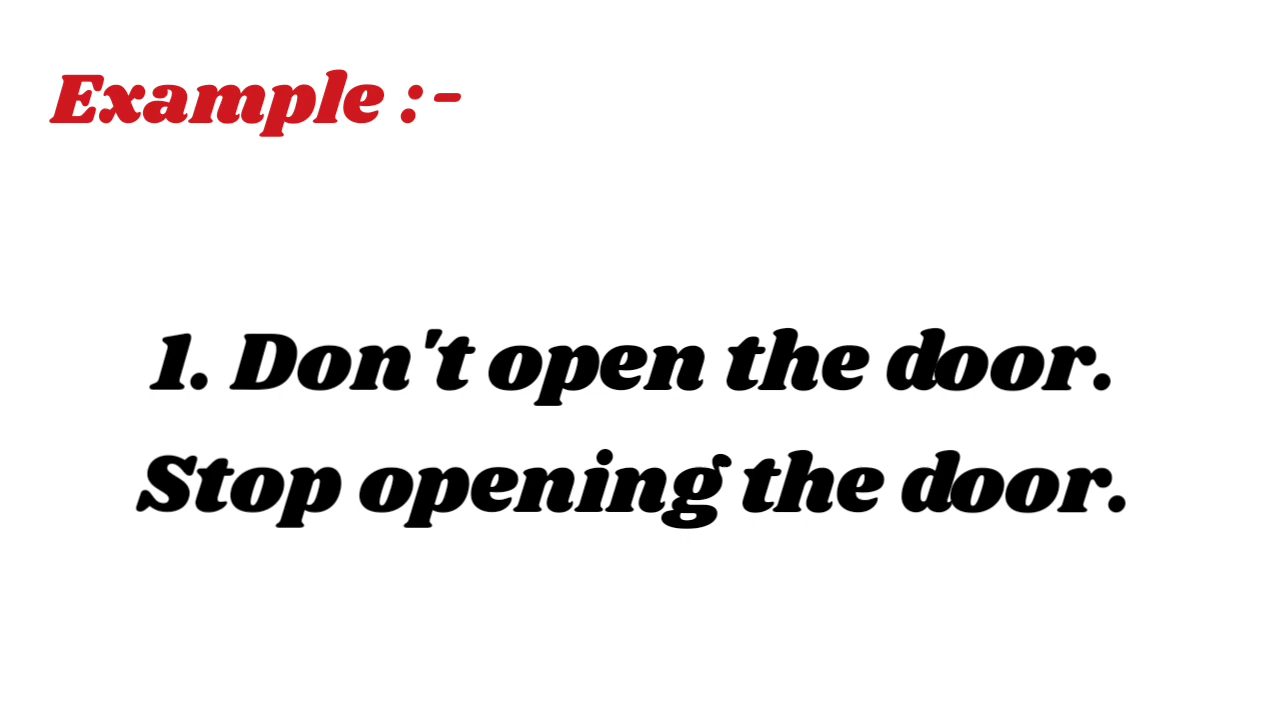 Example :-
1. Don't open the door.
Stop opening the door.